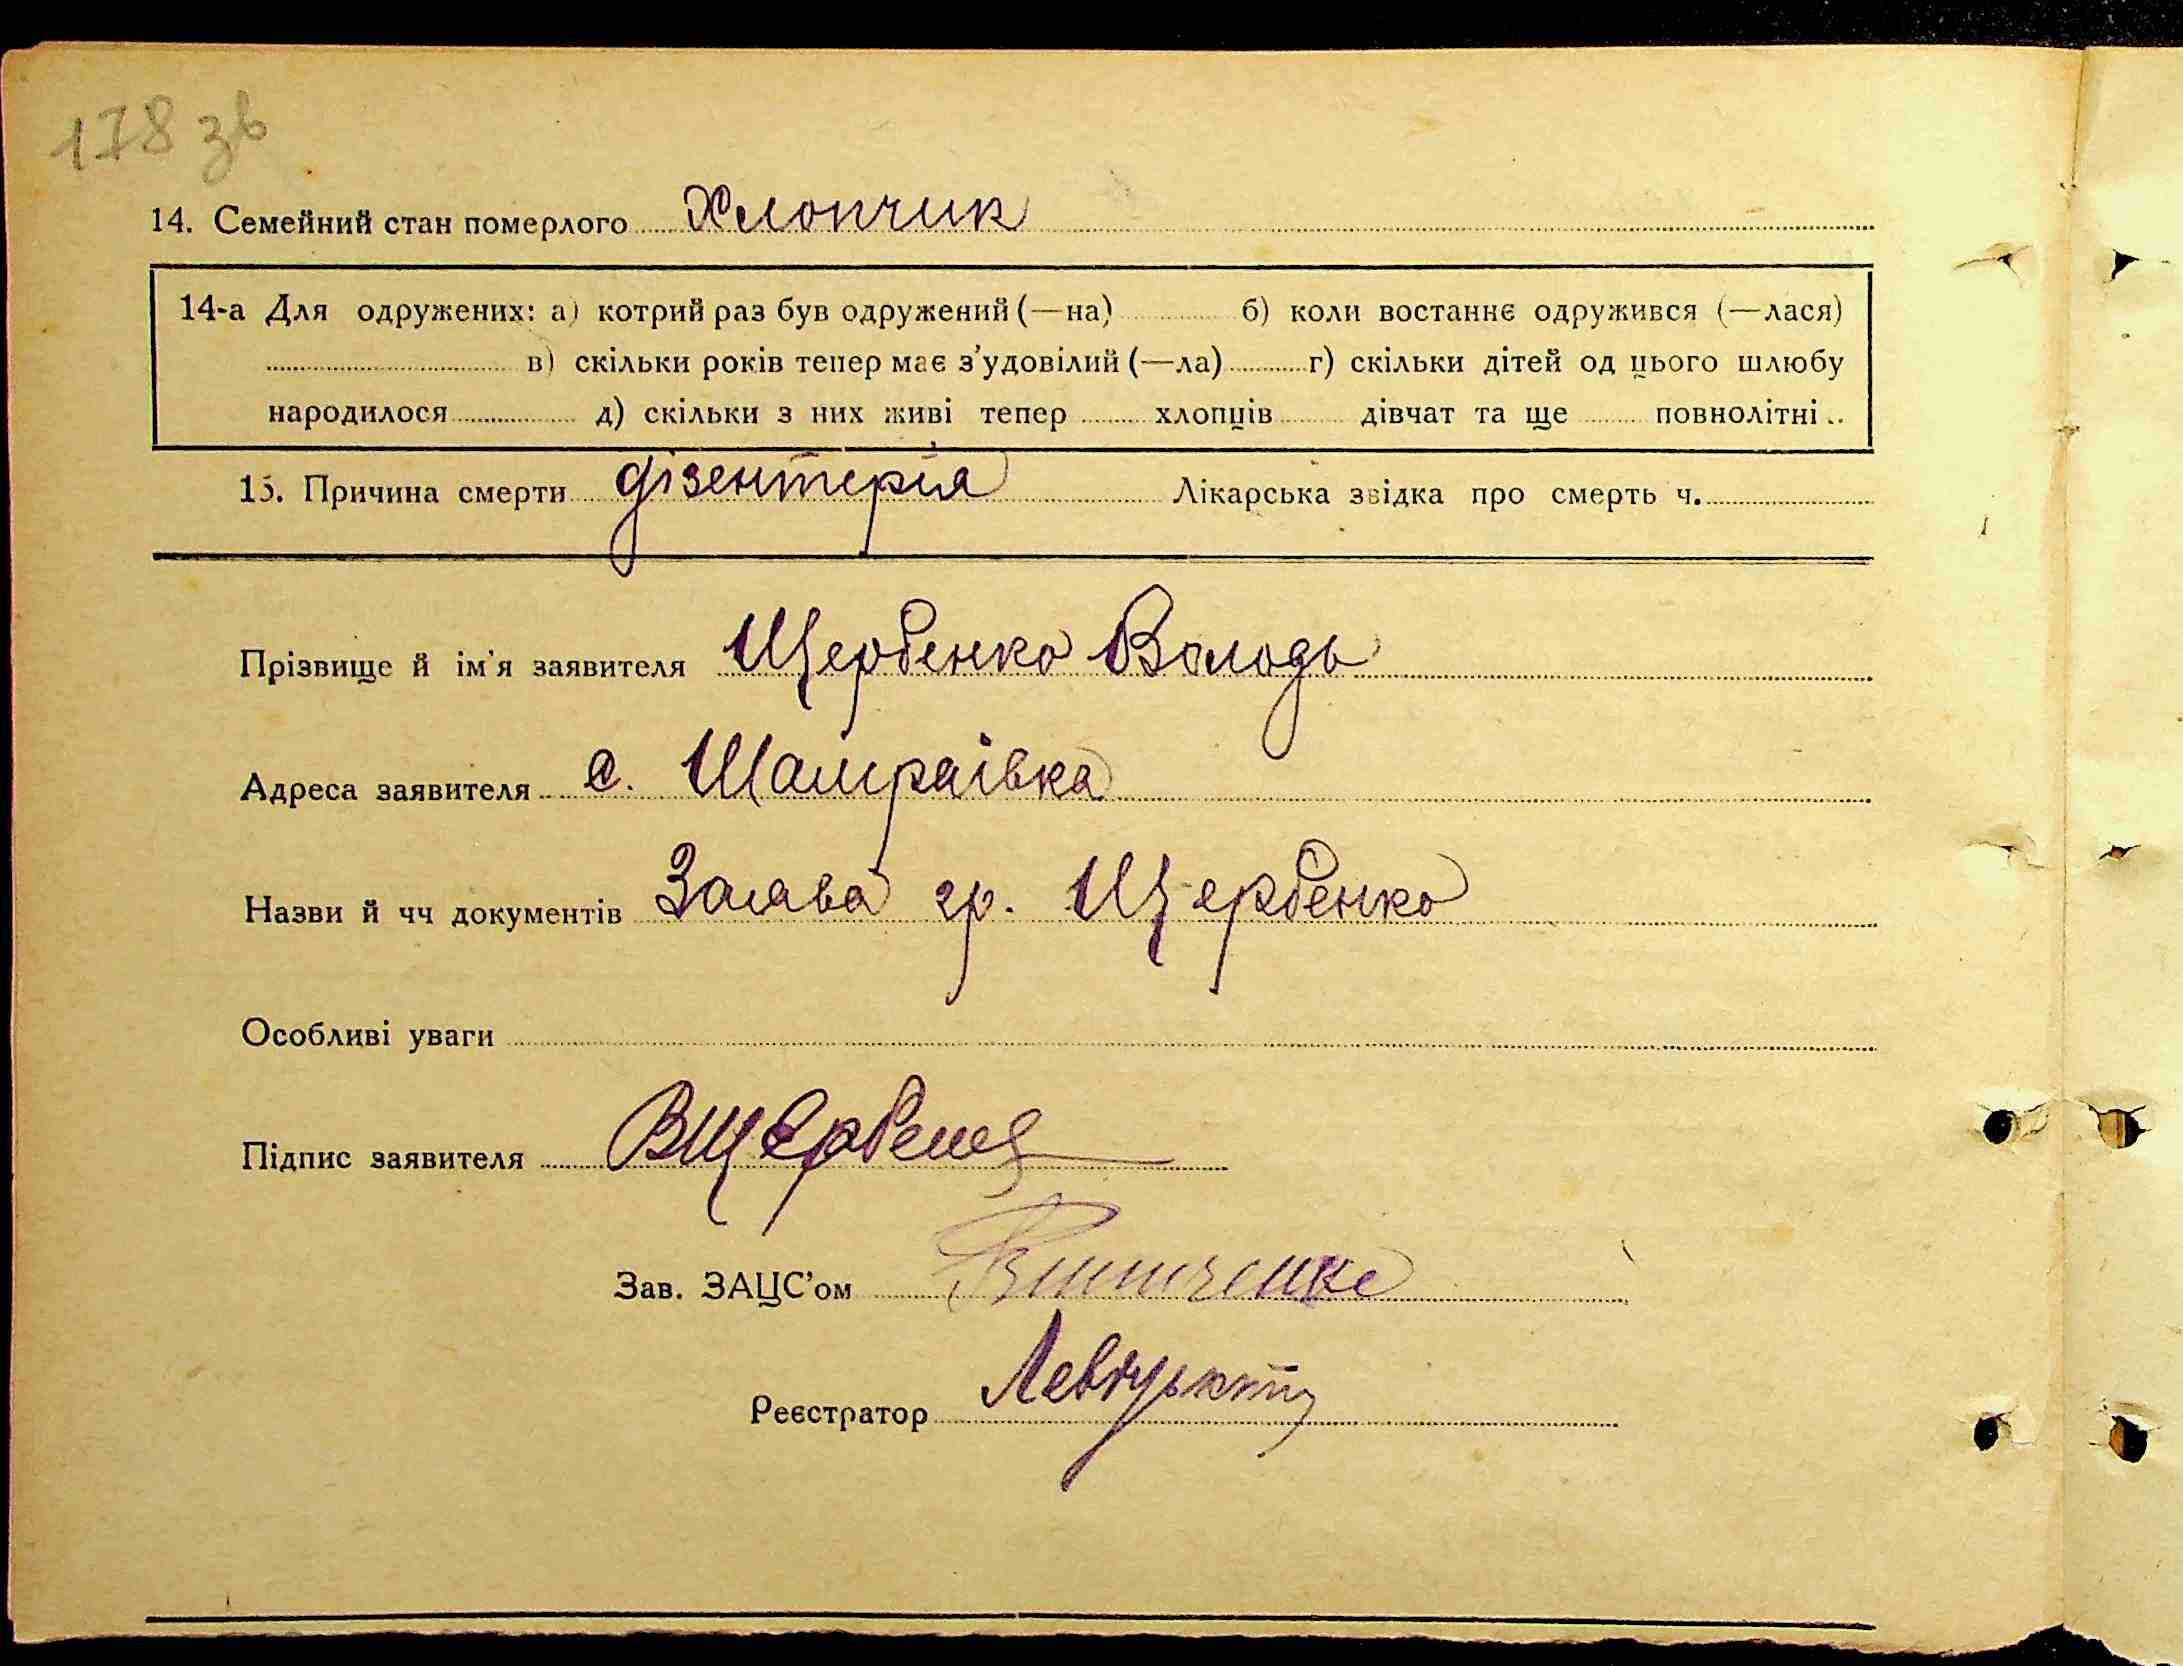 178 зв
14. Семейний стан померлого Хлопчик
14-а Для одружених: а) котрий раз був одружений (—на) б) коли востаннє одружився (—лася)
в) скільки років тепер має з'удовілий (—ла) г) скільки дітей од цього шлюбу
народилося д) скільки з них живі тепер хлопців дівчат та ще повнолітні
15. Причина смерти дізентерія Лікарська звідка про смерть ч.
Прізвище й ім'я заявителя Щербенко Володь
Адреса заявителя с. Шамраівка
Назви й чч документів Заява гр. Щербенко
Особливі уваги
Підпис заявителя
Зав. ЗАЦС'ом
Реєстратор